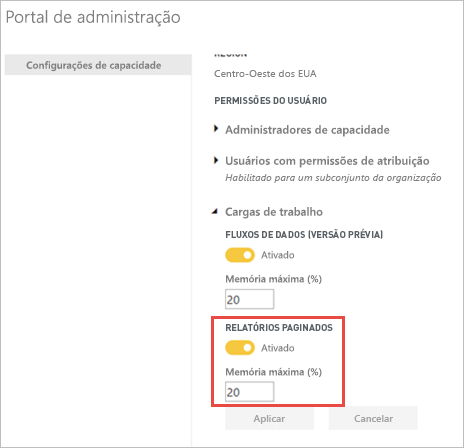 Portal de administração
Configurações de capacidade
REGION
Centro-Oeste dos EUA
PERMISSÕES DO USUÁRIO
Administradores de capacidade
Usuários com permissões de atribuição
Habilitado para um subconjunto da organização
Cargas de trabalho
FLUXOS DE DADOS (VERSÃO PRÉVIA)
Ativado
Memória máxima (%)
20
RELATÓRIOS PAGINADOS
Ativado
Memória máxima (%)
20
Aplicar
Cancelar